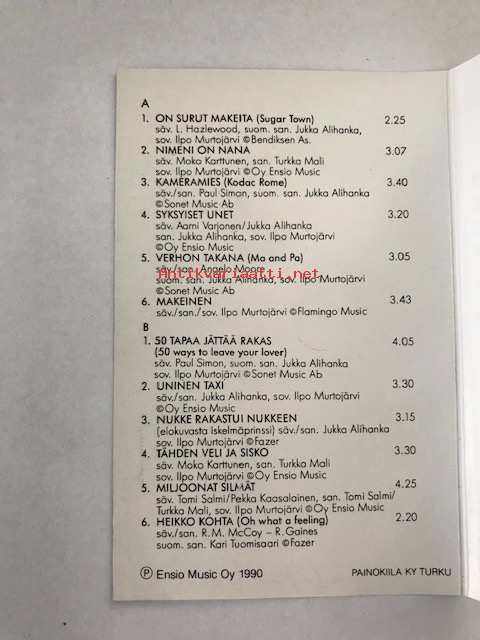 A
1. ON SURUT MAKEITA (Sugar Town) 2.25
säv. L. Hazlewood, suom. san. Jukka Alihanka,
sov. Ilpo Murtojärvi ©Bendiksen As.
2. NIMENI ON NANA 3.07
säv. Moko Karttunen, san. Turkka Mali
sov. Ilpo Murtojärvi ©Oy Ensio Music
3. KAMERAMIES (Kodac Rome) 3.40
säv./san. Paul Simon, suom. san. Jukka Alihanka
©Sonet Music Ab
4. SYKSYISET UNET 3.20
säv. Aarni Varjonen/Jukka Alihanka
san. Jukka Alihanka, sov. Ilpo Murtojärvi
©Oy Ensio Music
5. VERHON TAKANA (Ma and Pa) 3.05
säv./san. Angelo Moore
Antikvariaatti.net
suom. san. Jukka Alihanka, sov. Ilpo Murtojärvi
©Sonet Music Ab
6. MAKEINEN 3.43
säv./san./sov. Ilpo Murtojärvi ©Flamingo Music
B
1. 50 TAPAA JÄTTÄÄ RAKAS 4.05
(50 ways to leave your lover)
säv. Paul Simon, suom. san. Jukka Alihanka
sov. Ilpo Murtojärvi ©Sonet Music Ab
2. UNINEN TAXI 3.30
säv./san. Jukka Alihanka, sov. Ilpo Murtojärvi
©Oy Ensio Music
3. NUKKE RAKASTUI NUKKEEN 3.15
(elokuvasta Iskelmäprinssi) säv./san. Jukka Alihanka
sov. Ilpo Murtojärvi ©Fazer
4. TÄHDEN VELI JA SISKO 3.30
säv. Moko Karttunen, san. Turkka Mali
sov. Ilpo Murtojärvi ©Oy Ensio Music
5. MILJOONAT SILMÄT 4.25
säv. Tomi Salmi/Pekka Kaasalainen, san. Tomi Salmi/
Turkka Mali, sov. Ilpo Murtojärvi ©Oy Ensio Music
6. HEIKKO KOHTA (Oh what a feeling) 2.20
säv./san. R.M. McCoy – R. Gaines
suom. san. Kari Tuomisaari ©Fazer
Ⓟ Ensio Music Oy 1990 PAINOKIILA KY TURKU